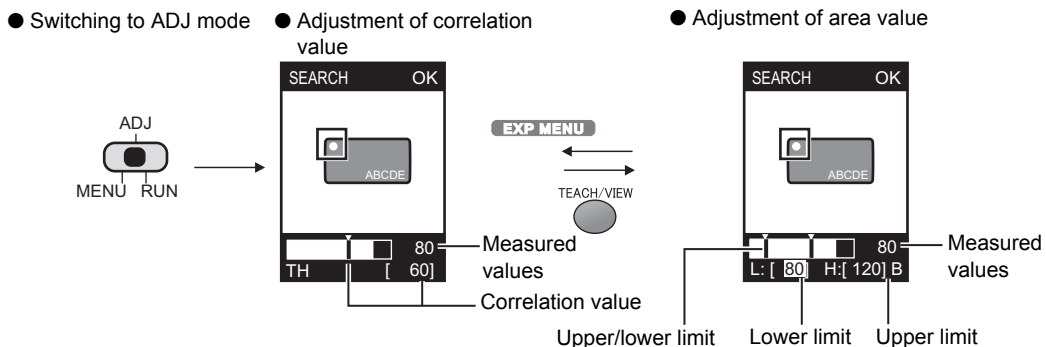 ● Switching to ADJ mode
● Adjustment of correlation
value
● Adjustment of area value
ADJ
MENU RUN
SEARCH OK
ABCDE
80
TH [ 60]
Measured
values
Correlation value
EXP MENU
TEACH/VIEW
SEARCH OK
ABCDE
80
L: [ 80] H:[ 120] B
Measured
values
Upper/lower limit
Lower limit
Upper limit